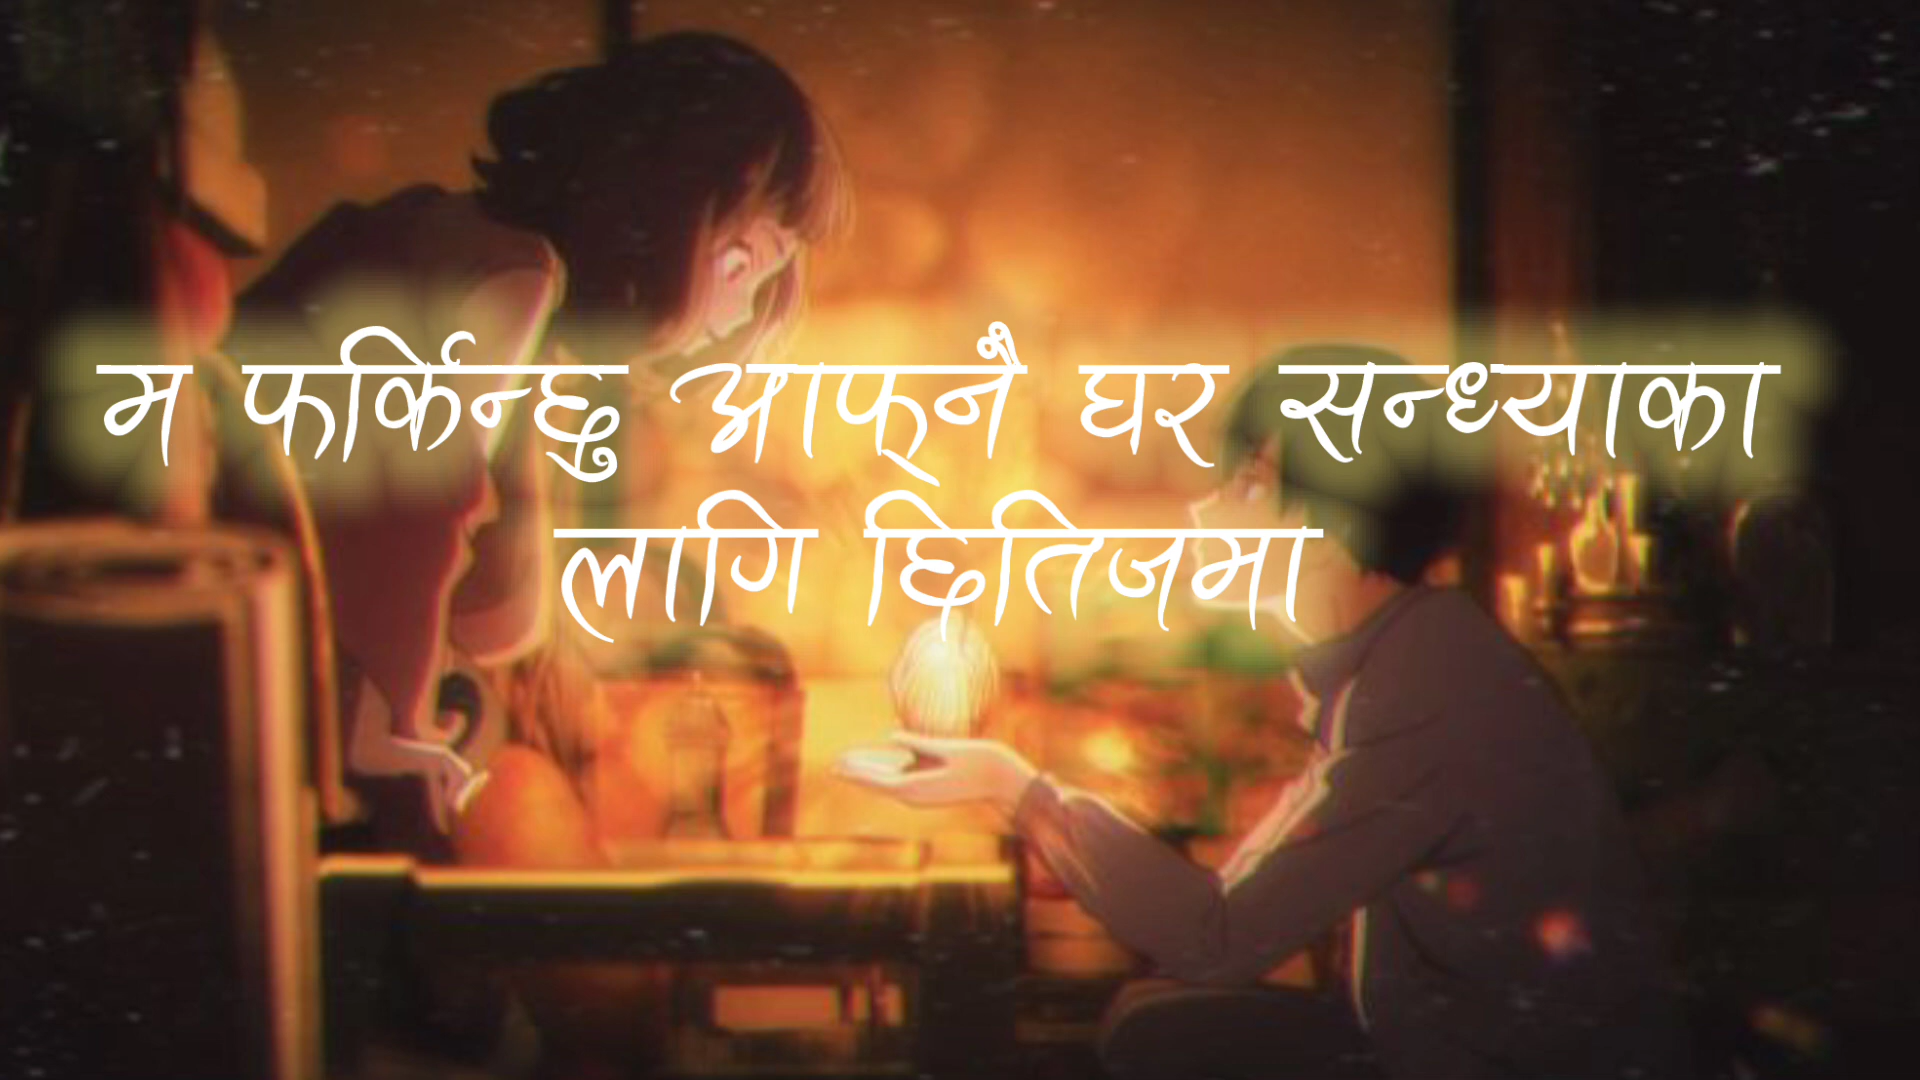 म फर्किन्छु आफ्नै घर सन्ध्याका
लागि छितिजमा